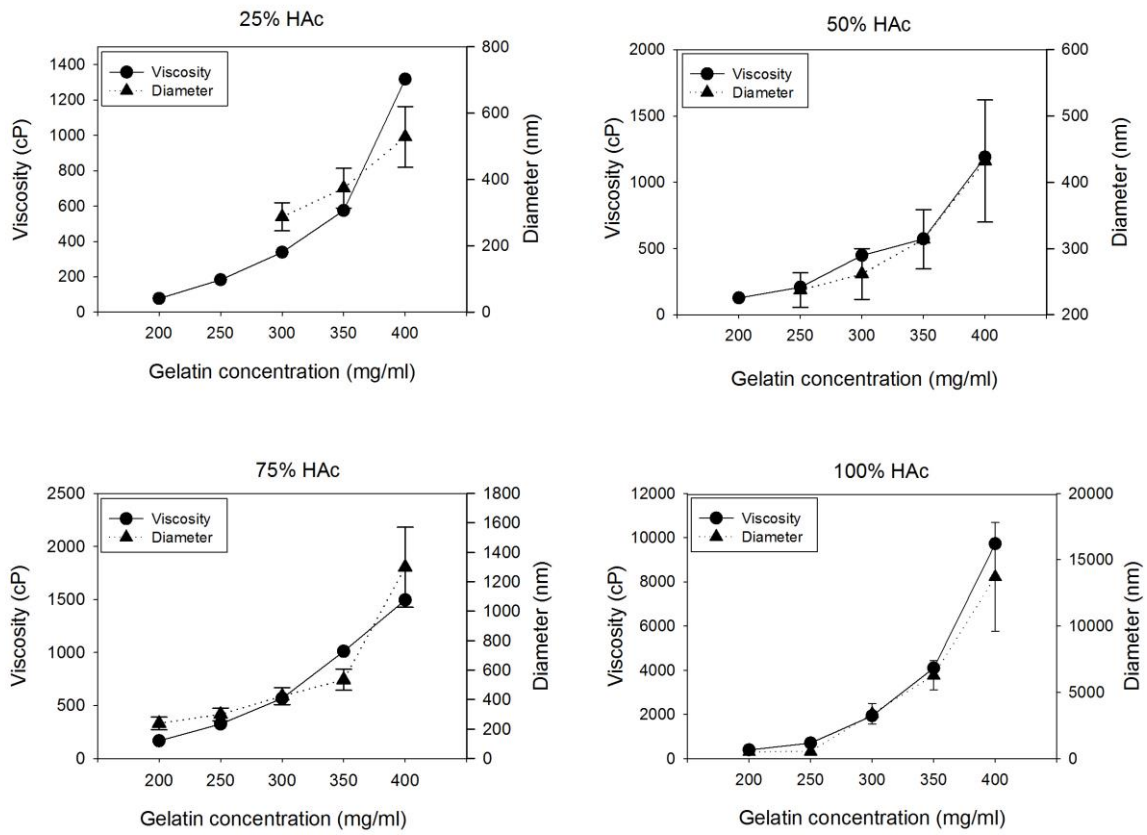 25% HAc
Viscosity (cP)
1400
1200
1000
800
600
400
200
0
Viscosity
Diameter
800
600
400
200
0
Diameter (nm)
200 250 300 350 400
Gelatin concentration (mg/ml)
50% HAc
Viscosity (cP)
2000
1500
1000
500
0
Viscosity
Diameter
600
500
400
300
200
Diameter (nm)
200 250 300 350 400
Gelatin concentration (mg/ml)
75% HAc
Viscosity (cP)
2500
2000
1500
1000
500
0
Viscosity
Diameter
1800
1600
1400
1200
1000
800
600
400
200
0
Diameter (nm)
200 250 300 350 400
Gelatin concentration (mg/ml)
100% HAc
Viscosity (cP)
12000
10000
8000
6000
4000
2000
0
Viscosity
Diameter
20000
15000
10000
5000
0
Diameter (nm)
200 250 300 350 400
Gelatin concentration (mg/ml)